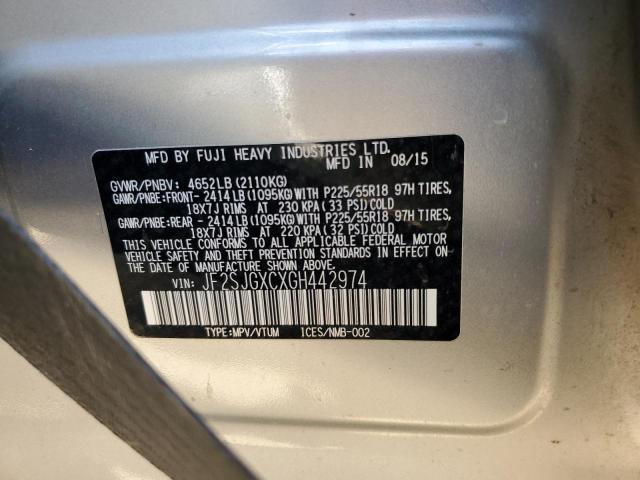 MFD BY FUJI HEAVY INDUSTRIES LTD.
MFD IN 08/15
GVWR/PNBV: 4652LB (2110KG)
GAWR/PNBE:FRONT- 2414LB(1095KG)WITH P225/55R18 97H TIRES,
18X7J RIMS AT 230 KPA (33 PSI) COLD
GAWR/PNBE:REAR - 2414LB(1095KG)WITH P225/55R18 97H TIRES,
18X7J RIMS AT 220 KPA (32 PSI) COLD
THIS VEHICLE CONFORMS TO ALL APPLICABLE FEDERAL MOTOR
VEHICLE SAFETY AND THEFT PREVENTION STANDARDS IN EFFECT ON
THE DATE OF MANUFACTURE SHOWN ABOVE.
VIN: JF2SJGXCXGH442974
TYPE:MPV/VTUM ICES/NMB-002